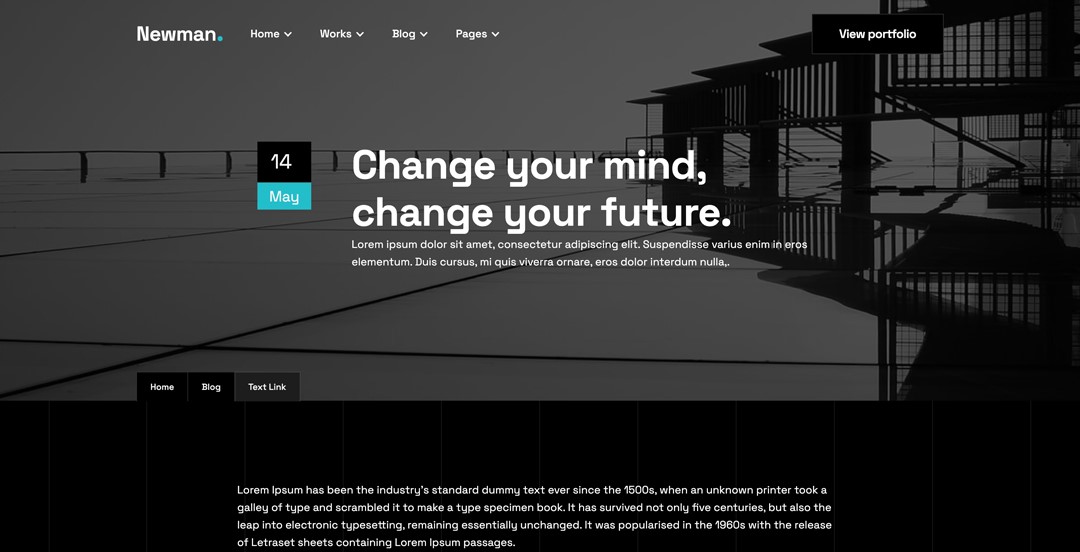 Newman.
Home
Works
Blog
Pages
View portfolio
14
May
Change your mind,
change your future.
Lorem ipsum dolor sit amet, consectetur adipiscing elit. Suspendisse varius enim in eros
elementum. Duis cursus, mi quis viverra ornare, eros dolor interdum nulla,.
Home
Blog
Text Link
Lorem Ipsum has been the industry's standard dummy text ever since the 1500s, when an unknown printer took a
galley of type and scrambled it to make a type specimen book. It has survived not only five centuries, but also the
leap into electronic typesetting, remaining essentially unchanged. It was popularised in the 1960s with the release
of Letraset sheets containing Lorem Ipsum passages.